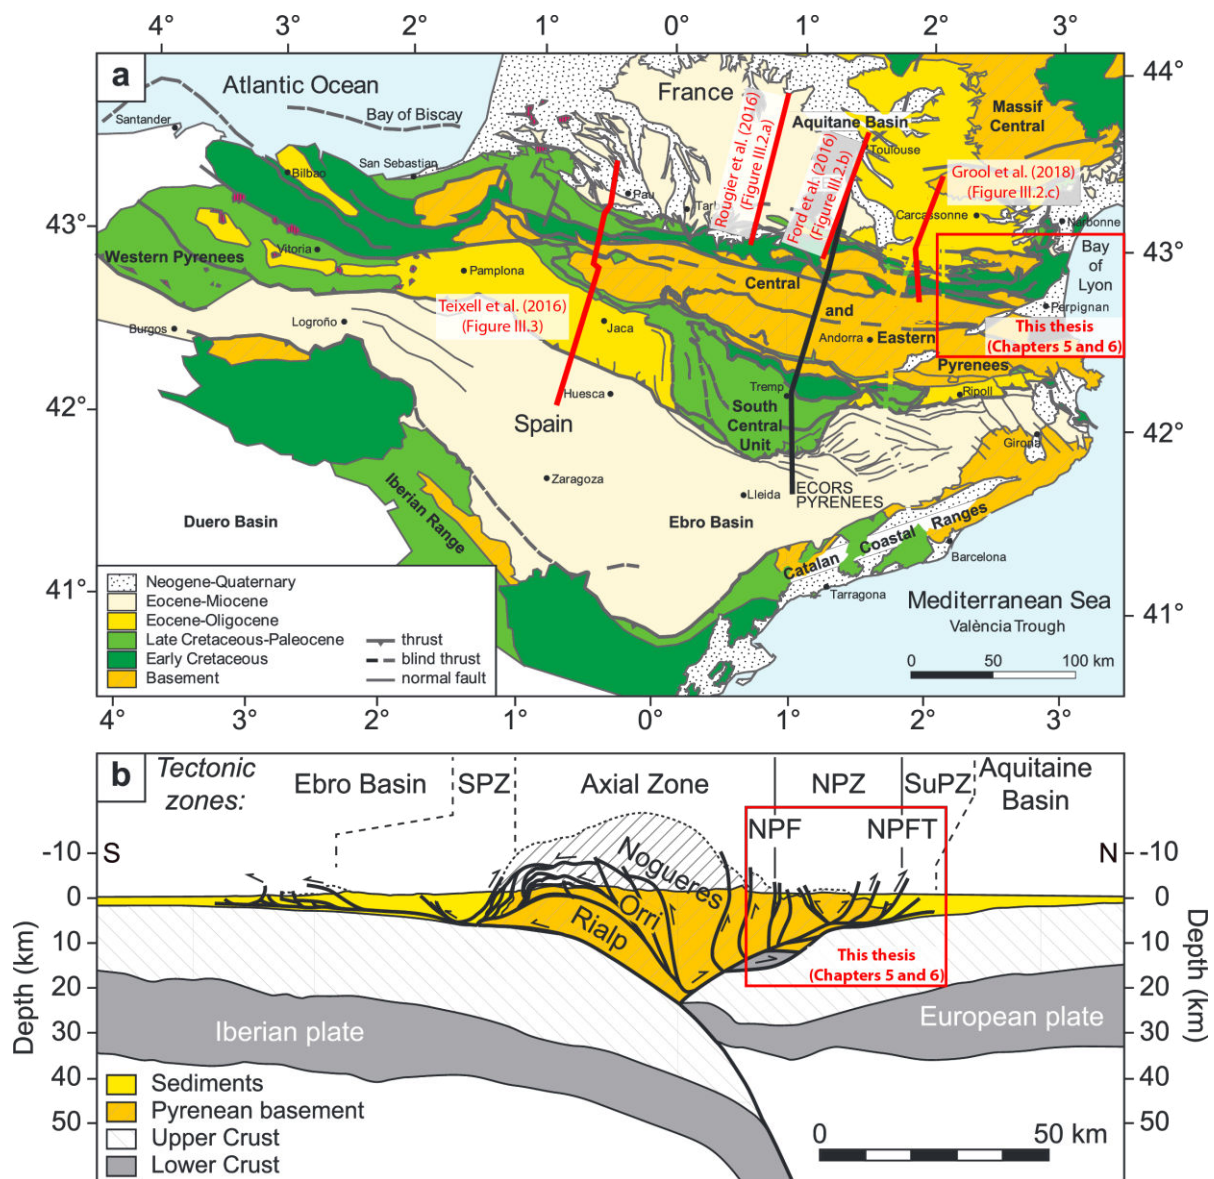 4° 3° 2° 1° 0° 1° 2° 3°
a
Atlantic Ocean
France
44°
Massif
Central
Bay of Biscay
Santander
Aquitane Basin
Toulouse
Rougier et al. (2016)
(Figure III.2.a)
Ford et al. (2016)
(Figure III.2.b)
Grool et al. (2018)
(Figure III.2.c)
San Sebastian
Bilbao
Pau
Tarb
Carcassonne
Narbonne
43°
43°
Vitoria
Western Pyrenees
Pamplona
Central
Bay
of
Lyon
Teixell et al. (2016)
(Figure III.3)
and
Perpignan
Burgos
Logroño
Jaca
Andorra
Eastern
This thesis
(Chapters 5 and 6)
Pyrenees
Tremp
Ripoll
42°
Huesca
South
Central
Unit
42°
Spain
Girona
Zaragoza
Lleida
ECORS
PYRENEES
Duero Basin
Iberian Range
Ebro Basin
Catalan Coastal Ranges
Barcelona
41°
Tarragona
Mediterranean Sea
València Trough
41°
Neogene-Quaternary
Eocene-Miocene
Eocene-Oligocene
Late Cretaceous-Paleocene
Early Cretaceous
Basement
thrust
blind thrust
normal fault
0 50 100 km
4° 3° 2° 1° 0° 1° 2° 3°
b
Tectonic
zones:
Ebro Basin
SPZ
Axial Zone
NPZ
SuPZ
Aquitaine
Basin
NPF
NPFT
S
N
-10
0
10
20
30
40
50
Depth (km)
-10
0
10
20
30
40
50
Depth (km)
Nogueres
Orri
Rialp
This thesis
(Chapters 5 and 6)
Iberian plate
European plate
Sediments
Pyrenean basement
Upper Crust
Lower Crust
0 50 km